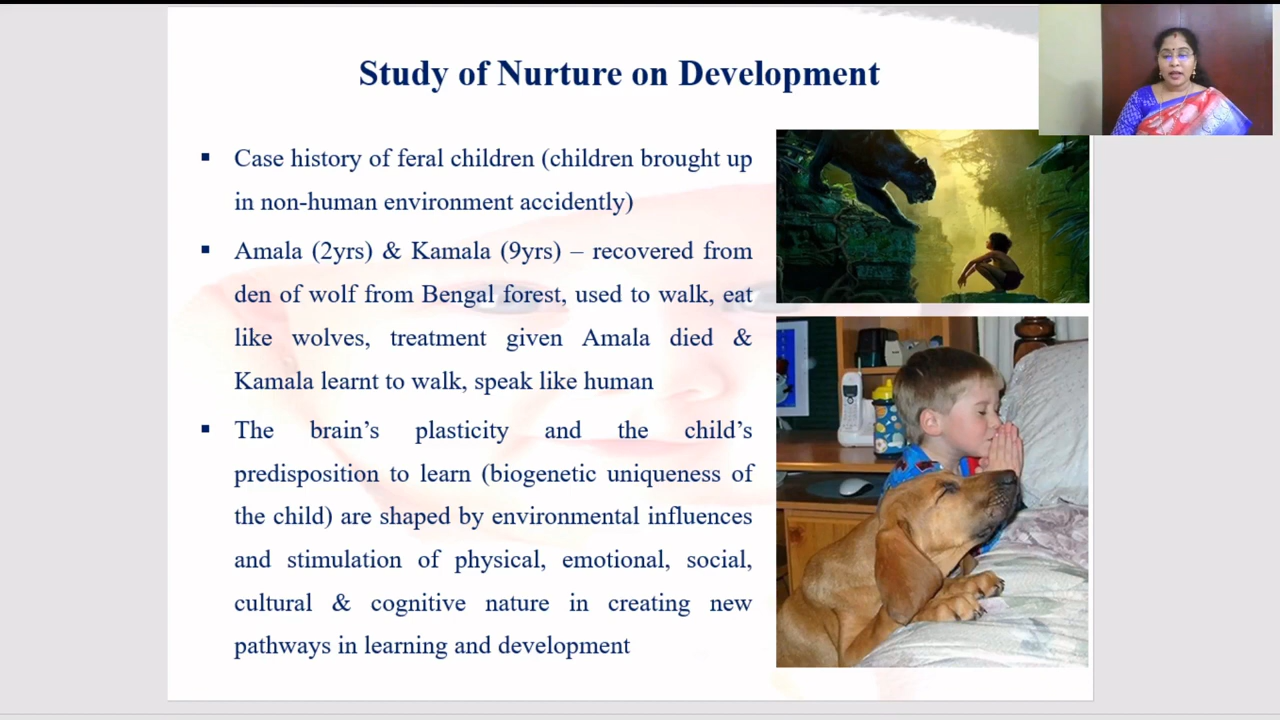 Study of Nurture on Development
▪ Case history of feral children (children brought up
in non-human environment accidently)
▪ Amala (2yrs) & Kamala (9yrs) – recovered from
den of wolf from Bengal forest, used to walk, eat
like wolves, treatment given Amala died &
Kamala learnt to walk, speak like human
▪ The brain’s plasticity and the child’s
predisposition to learn (biogenetic uniqueness of
the child) are shaped by environmental influences
and stimulation of physical, emotional, social,
cultural & cognitive nature in creating new
pathways in learning and development